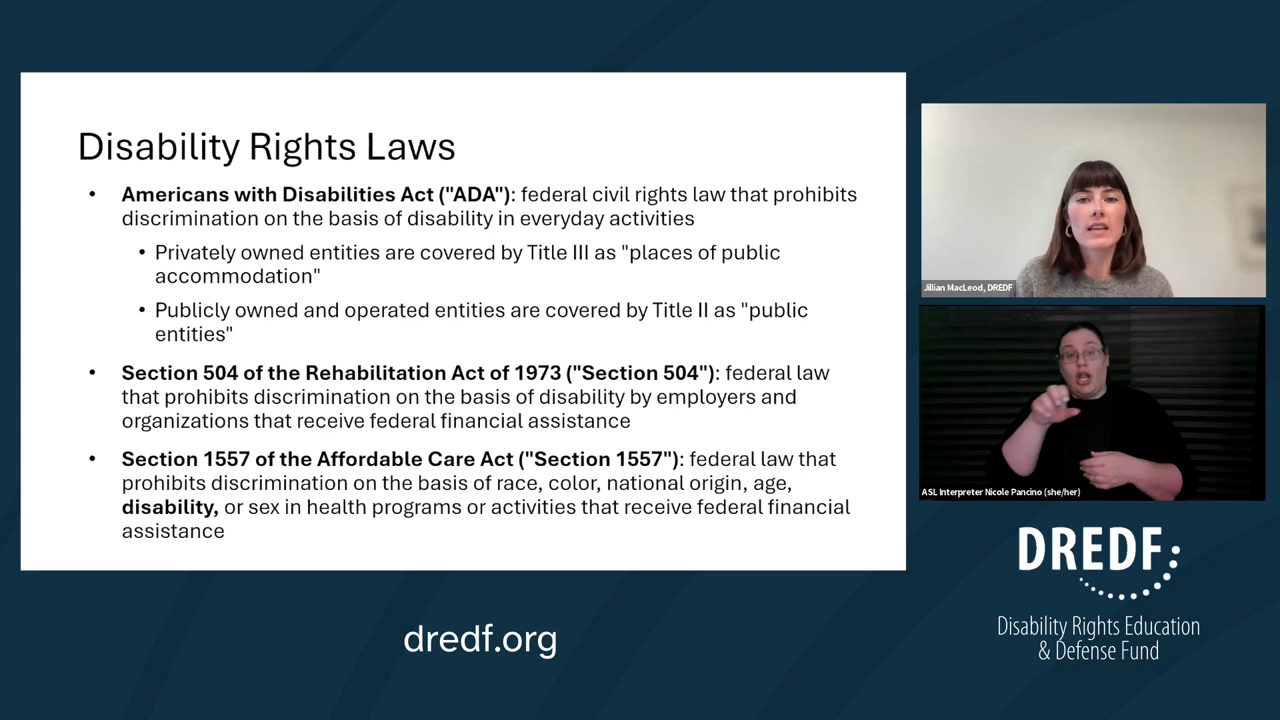 Disability Rights Laws
• Americans with Disabilities Act ("ADA"): federal civil rights law that prohibits
discrimination on the basis of disability in everyday activities
• Privately owned entities are covered by Title III as "places of public
accommodation"
• Publicly owned and operated entities are covered by Title II as "public
entities"
• Section 504 of the Rehabilitation Act of 1973 ("Section 504"): federal law
that prohibits discrimination on the basis of disability by employers and
organizations that receive federal financial assistance
• Section 1557 of the Affordable Care Act ("Section 1557"): federal law that
prohibits discrimination on the basis of race, color, national origin, age,
disability, or sex in health programs or activities that receive federal financial
assistance
Jillian MacLeod, DREDF
ASL Interpreter Nicole Pancino (she/her)
DREDF
Disability Rights Education
& Defense Fund
dredf.org